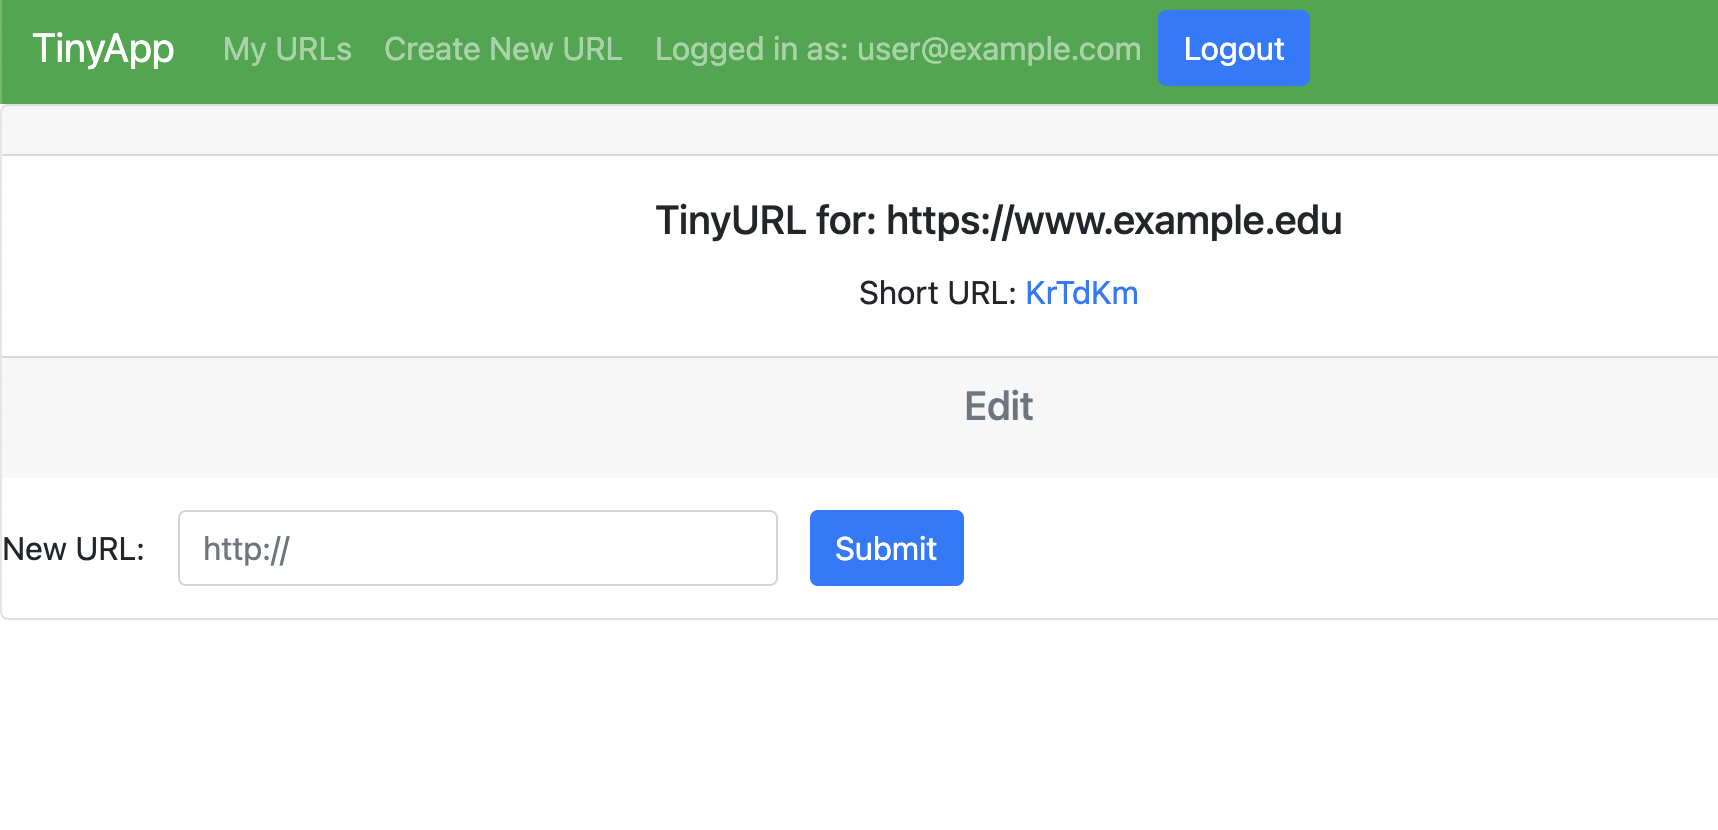 TinyApp My URLs Create New URL Logged in as: user@example.com Logout
TinyURL for: https://www.example.edu
Short URL: KrTdKm
Edit
New URL: http:// Submit